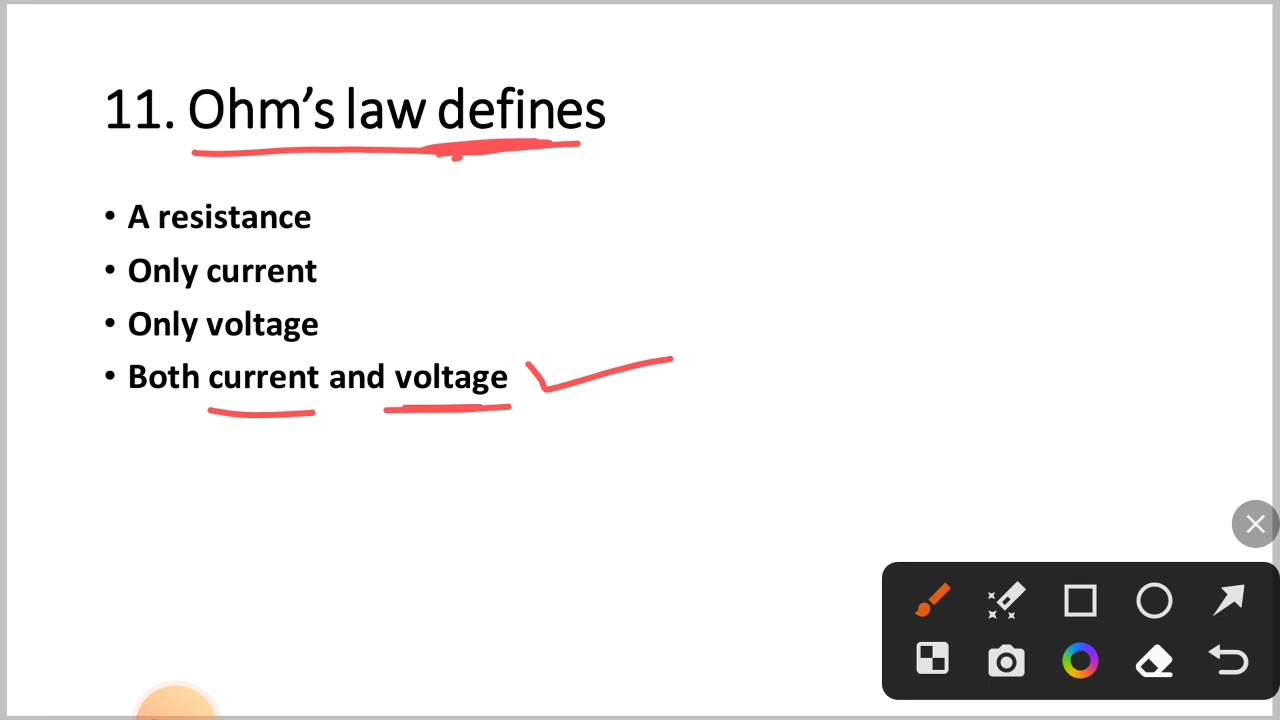 11. Ohm’s law defines
• A resistance
• Only current
• Only voltage
• Both current and voltage